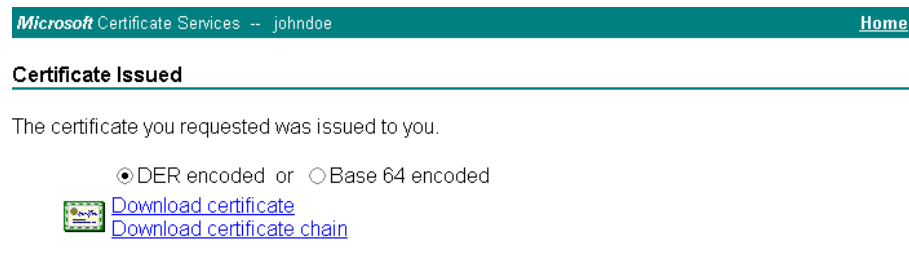 Microsoft Certificate Services -- johndoe Home
Certificate Issued
The certificate you requested was issued to you.
DER encoded or Base 64 encoded
Download certificate
Download certificate chain